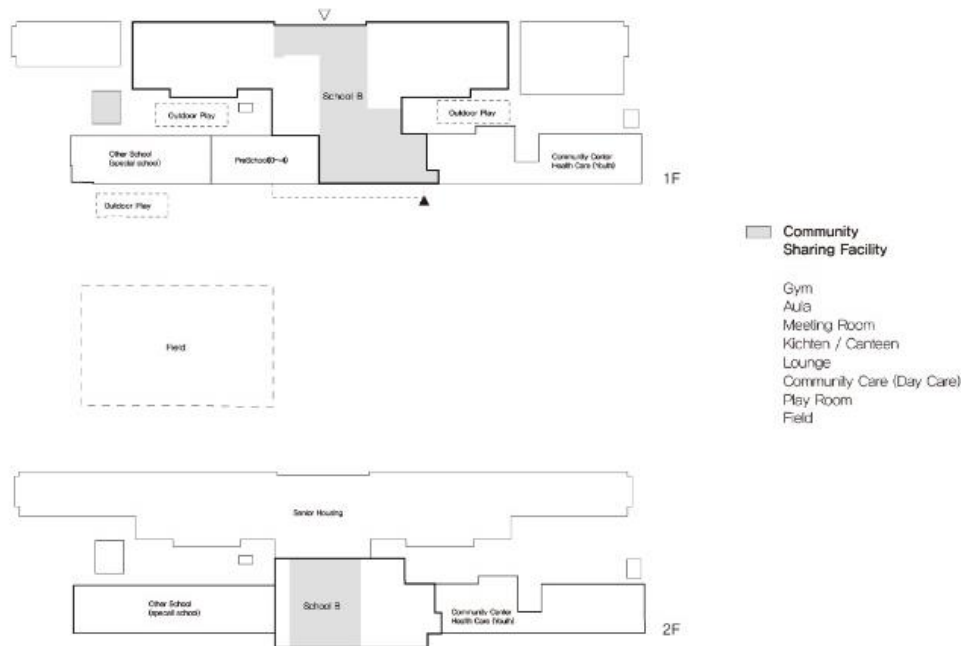 School B
Outdoor Play
Outdoor Play
Other School
(special school)
PreSchool(0~4)
Community Center
Health Care (Youth)
1F
Outdoor Play
Community
Sharing Facility
Gym
Aula
Meeting Room
Kichten / Canteen
Lounge
Community Care (Day Care)
Play Room
Field
Field
Senior Housing
Other School
(special school)
School B
Community Center
Health Care (Youth)
2F